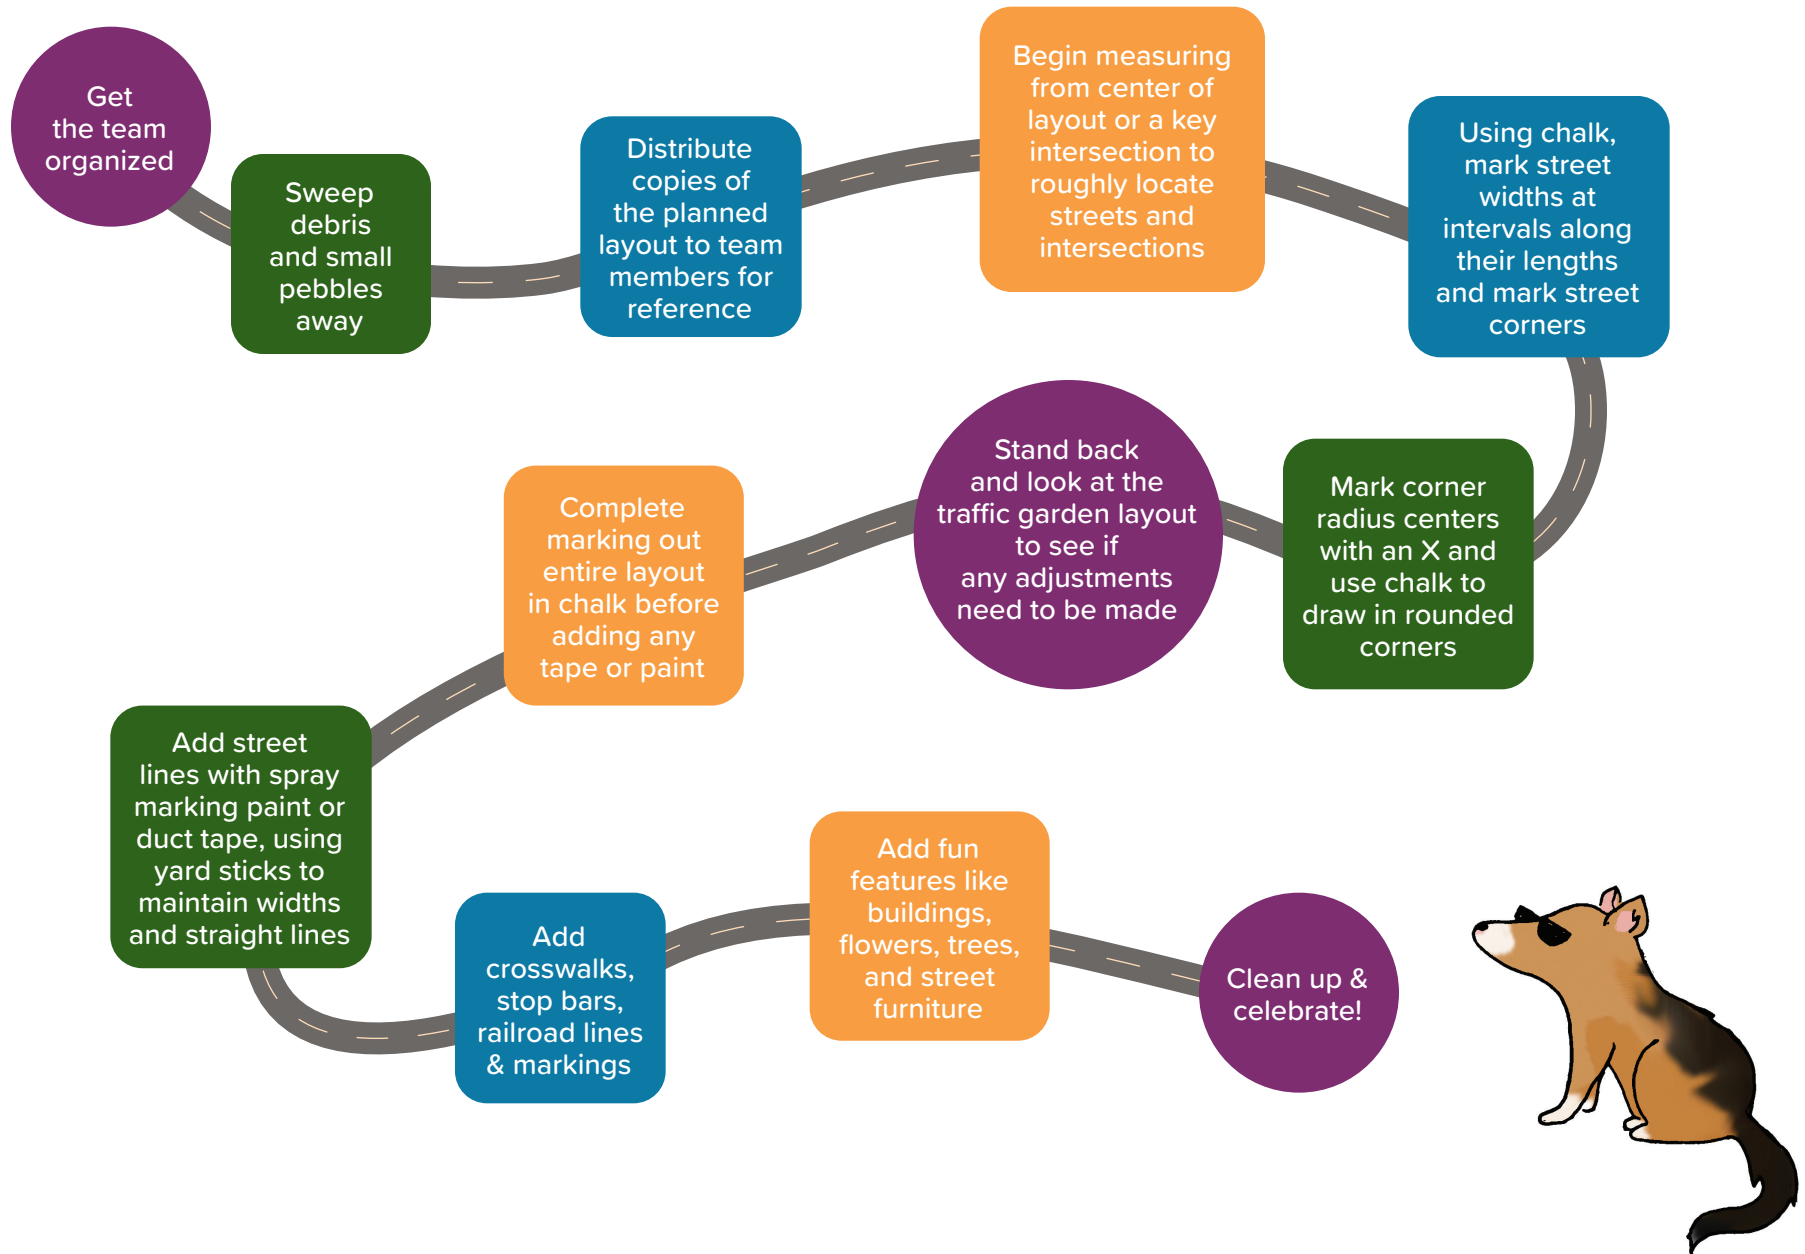 Get
the team
organized
Sweep
debris
and small
pebbles
away
Distribute
copies of
the planned
layout to team
members for
reference
Begin measuring
from center of
layout or a key
intersection to
roughly locate
streets and
intersections
Using chalk,
mark street
widths at
intervals along
their lengths
and mark street
corners
Mark corner
radius centers
with an X and
use chalk to
draw in rounded
corners
Stand back
and look at the
traffic garden layout
to see if
any adjustments
need to be made
Complete
marking out
entire layout
in chalk before
adding any
tape or paint
Add street
lines with spray
marking paint or
duct tape, using
yard sticks to
maintain widths
and straight lines
Add
crosswalks,
stop bars,
railroad lines
& markings
Add fun
features like
buildings,
flowers, trees,
and street
furniture
Clean up &
celebrate!